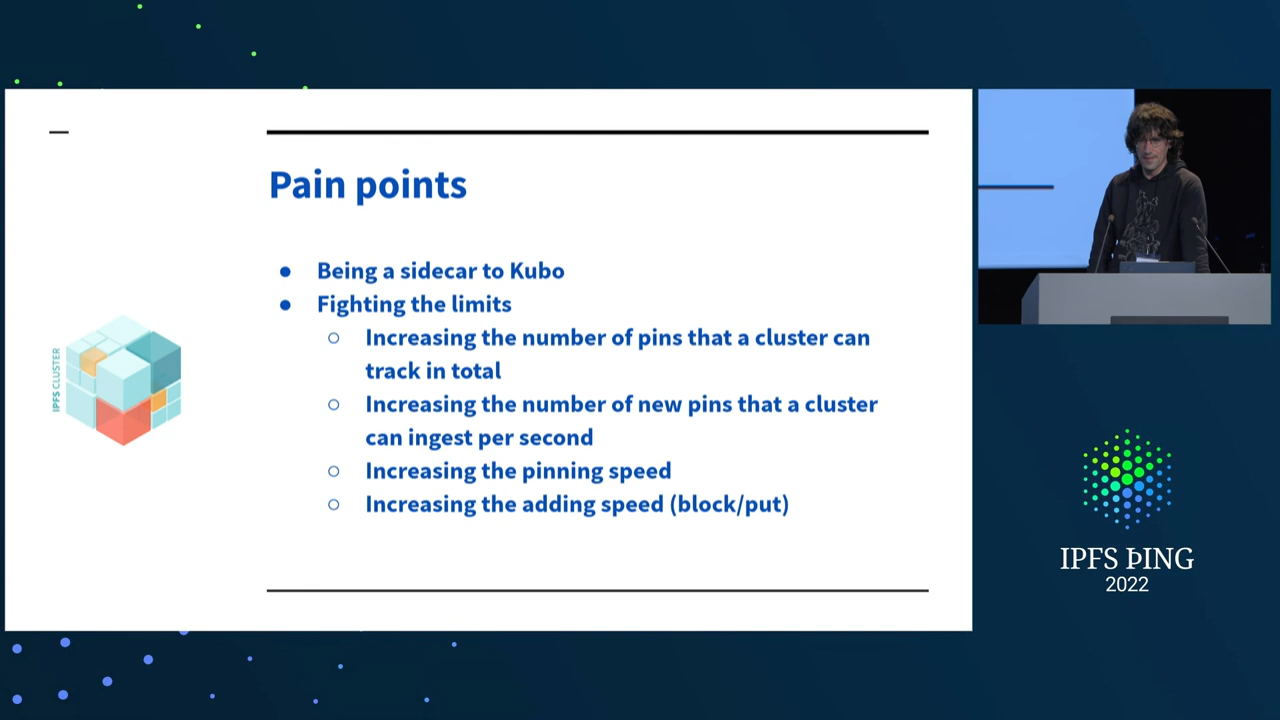 Pain points
● Being a sidecar to Kubo
● Fighting the limits
○ Increasing the number of pins that a cluster can
track in total
○ Increasing the number of new pins that a cluster
can ingest per second
○ Increasing the pinning speed
○ Increasing the adding speed (block/put)
IPFS CLUSTER
IPFS ÞING
2022